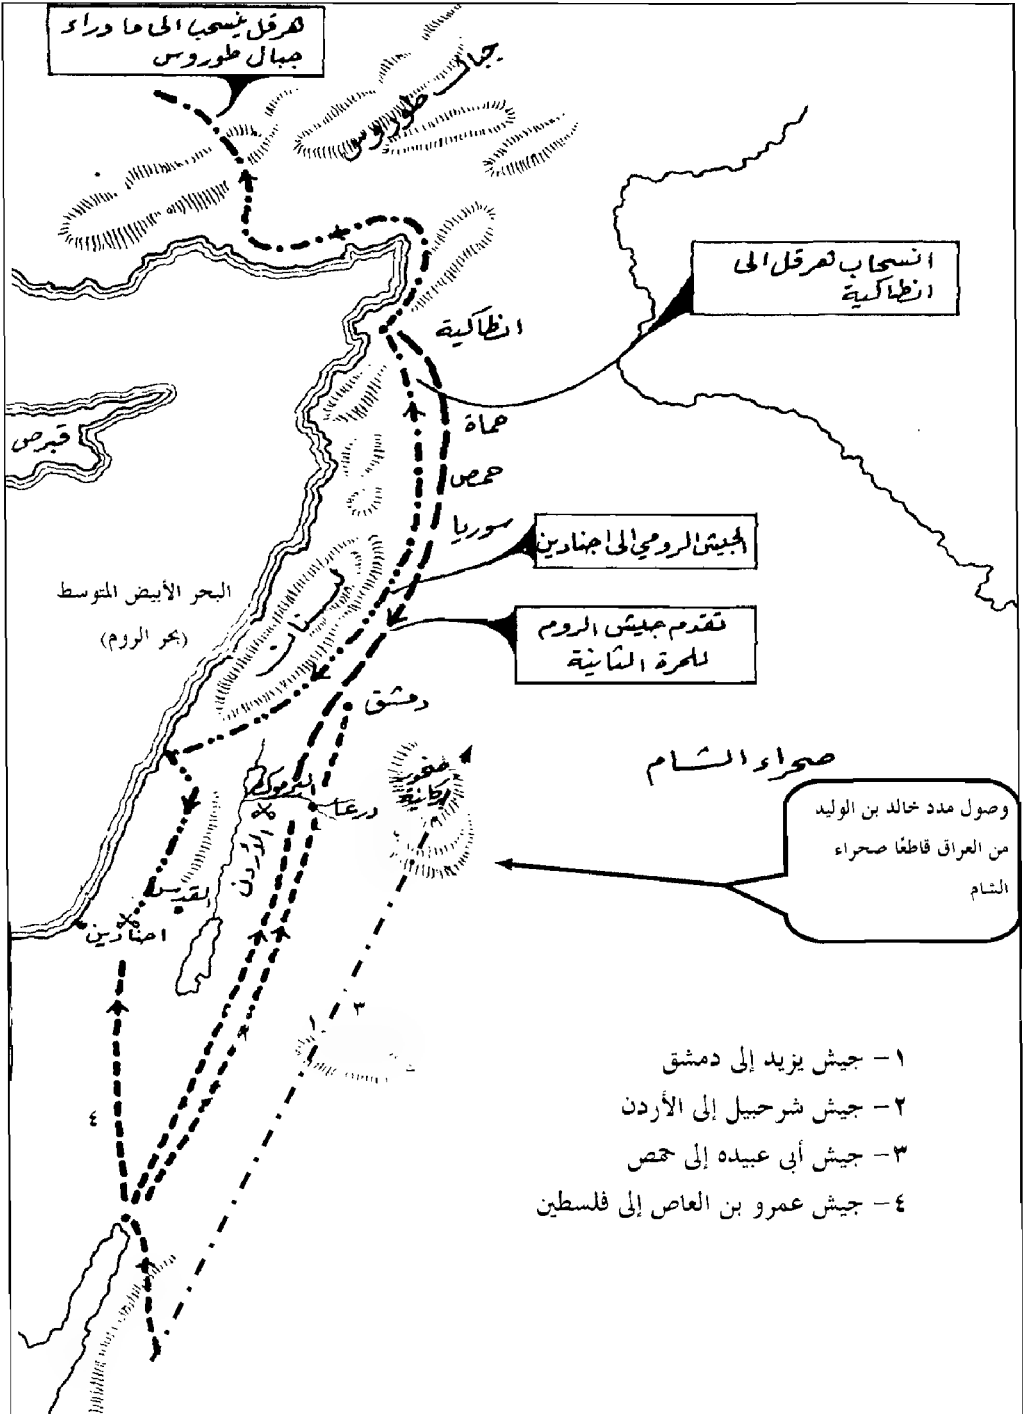 هرقل ينسحب الى ما وراء
جبال طوروس
جبال طوروس
انسحاب هرقل الى
انطاكية
انطاكية
حماة
قبرص
حمص
سوريا
الجيش الرومي الى اجنادين
البحر الأبيض المتوسط
(بحر الروم)
لبنان
تقدم جيش الروم
للمرة الثانية
دمشق
صحراء الشام
اليرموك
درعا
وصول مدد خالد بن الوليد
من العراق قاطعًا صحراء
الشام
الأردن
القدس
اجنادين
٣
١
١- جيش يزيد إلى دمشق
٢- جيش شرحبيل إلى الأردن
٣- جيش أبى عبيده إلى حمص
٤
٤- جيش عمرو بن العاص إلى فلسطين